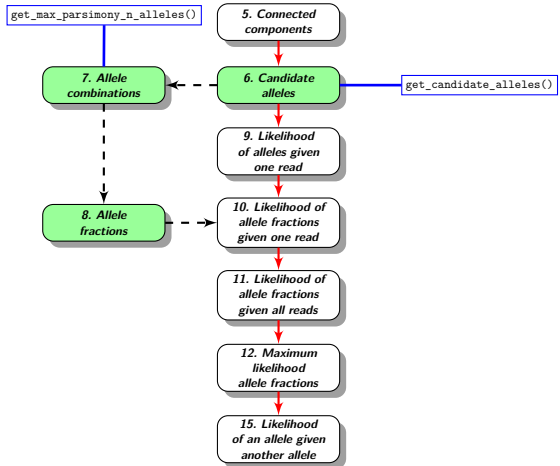 get_max_parsimony_n_alleles()
5. Connected
components
7. Allele
combinations
6. Candidate
alleles
get_candidate_alleles()
9. Likelihood
of alleles given
one read
8. Allele
fractions
10. Likelihood of
allele fractions
given one read
11. Likelihood of
allele fractions
given all reads
12. Maximum
likelihood
allele fractions
15. Likelihood
of an allele given
another allele